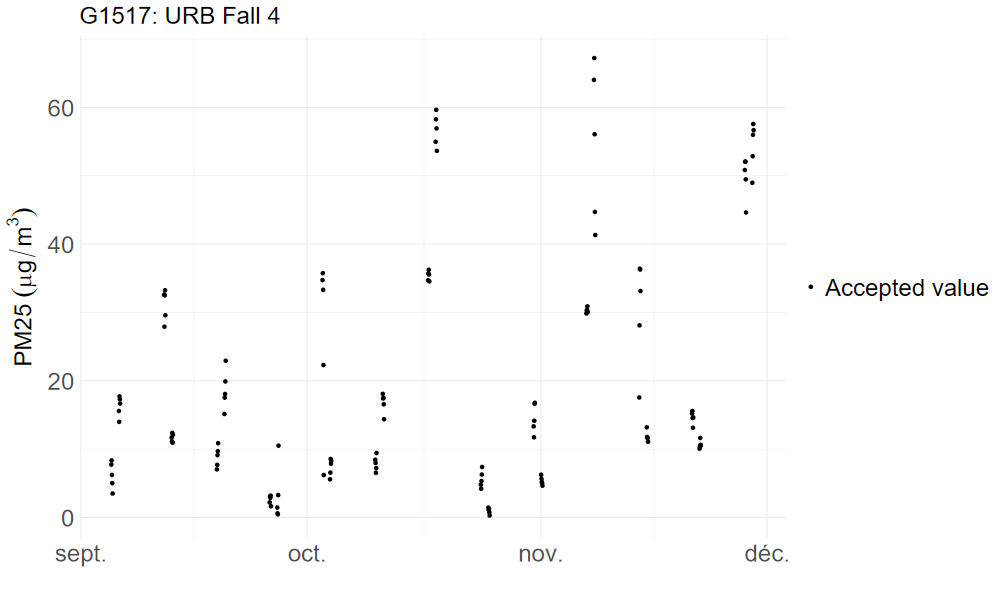 G1517: URB Fall 4
60
40
20
0
PM25 (μg/m³)
sept.
oct.
nov.
déc.
Accepted value